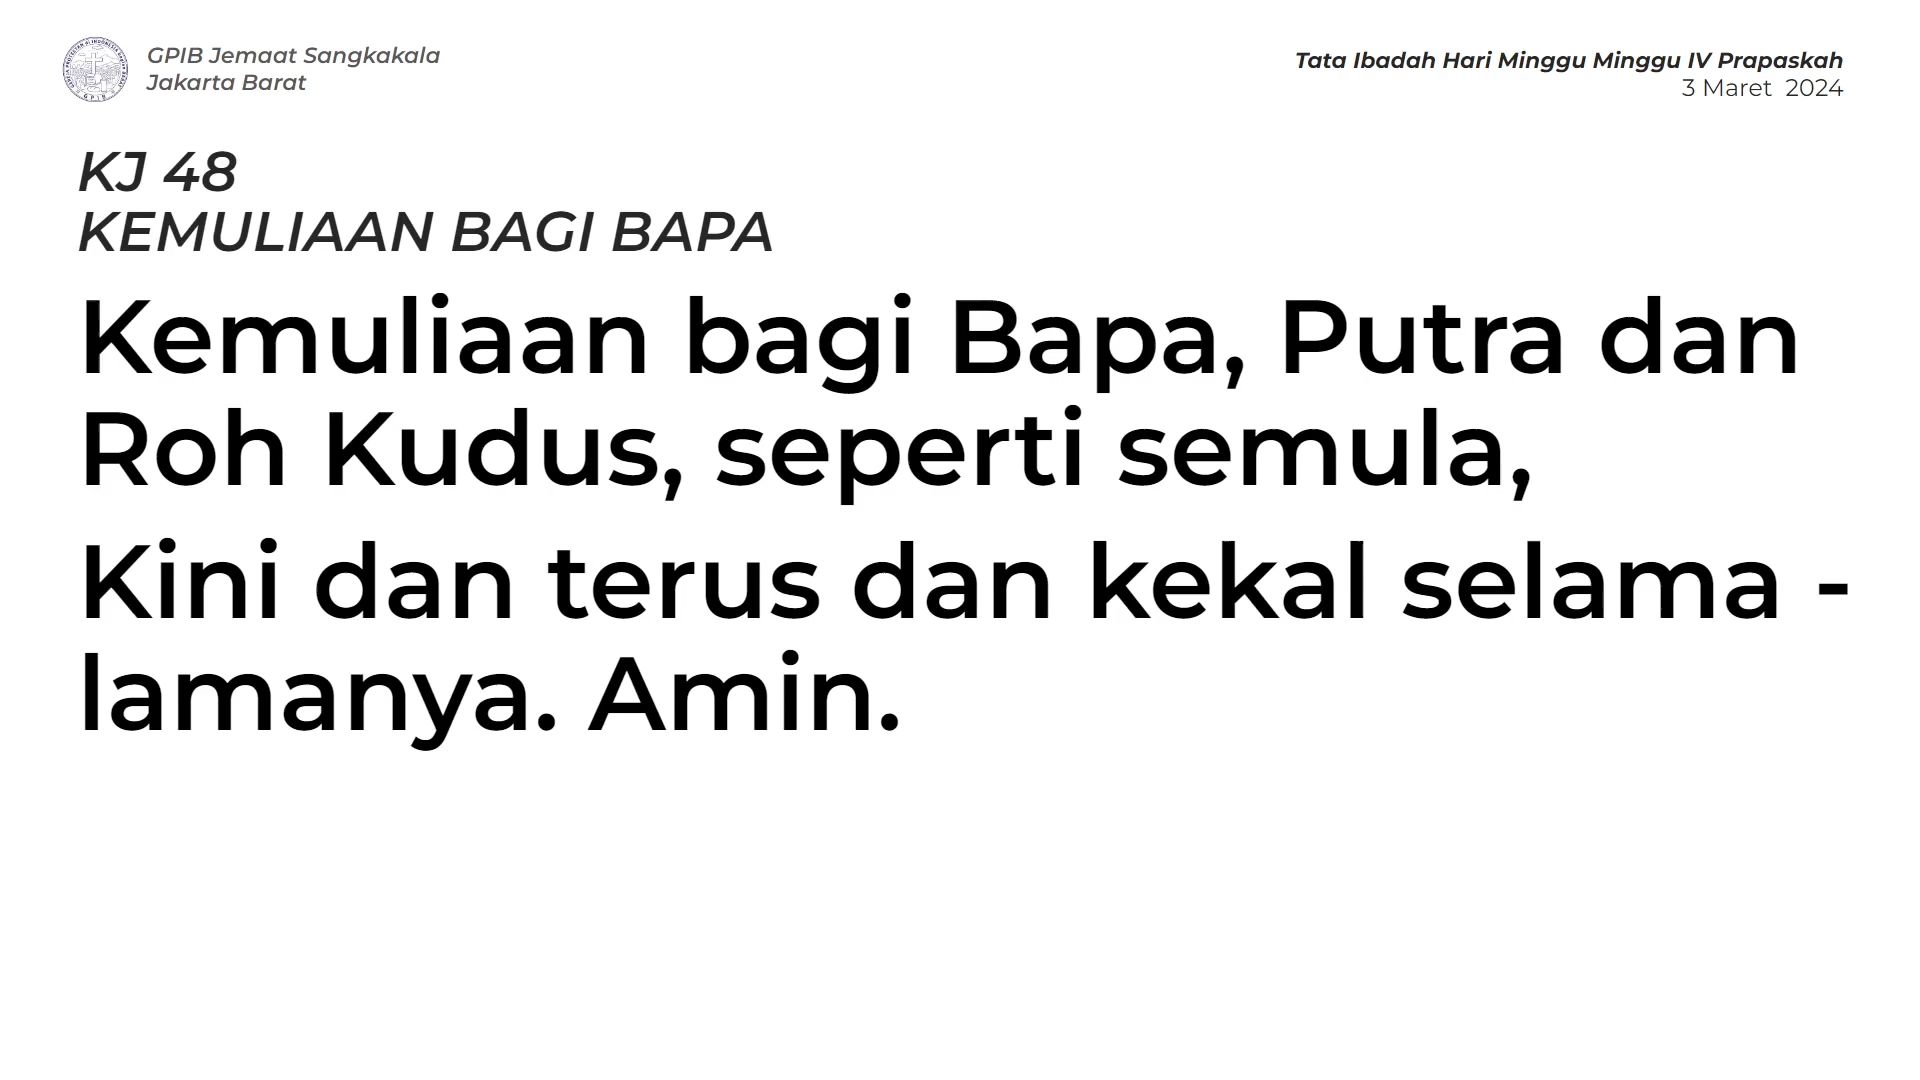 GPIB Jemaat Sangkakala
Jakarta Barat
Tata Ibadah Hari Minggu Minggu IV Prapaskah
3 Maret  2024
KJ 48
KEMULIAAN BAGI BAPA
Kemuliaan bagi Bapa, Putra dan
Roh Kudus, seperti semula,
Kini dan terus dan kekal selama -
lamanya. Amin.